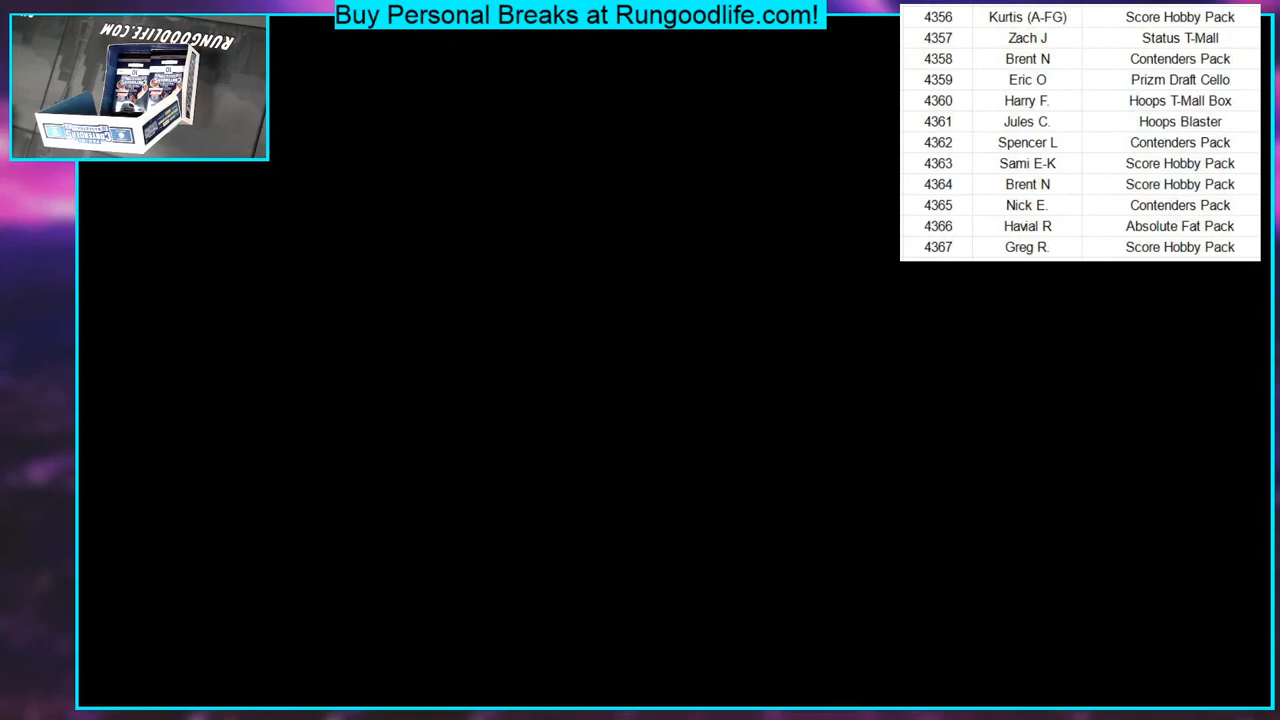 Buy Personal Breaks at Rungoodlife.com!
RUNGOODLIFE.COM
10
10
CONTENDERS
4356 Kurtis (A-FG) Score Hobby Pack
4357 Zach J Status T-Mall
4358 Brent N Contenders Pack
4359 Eric O Prizm Draft Cello
4360 Harry F. Hoops T-Mall Box
4361 Jules C. Hoops Blaster
4362 Spencer L Contenders Pack
4363 Sami E-K Score Hobby Pack
4364 Brent N Score Hobby Pack
4365 Nick E. Contenders Pack
4366 Havial R Absolute Fat Pack
4367 Greg R. Score Hobby Pack